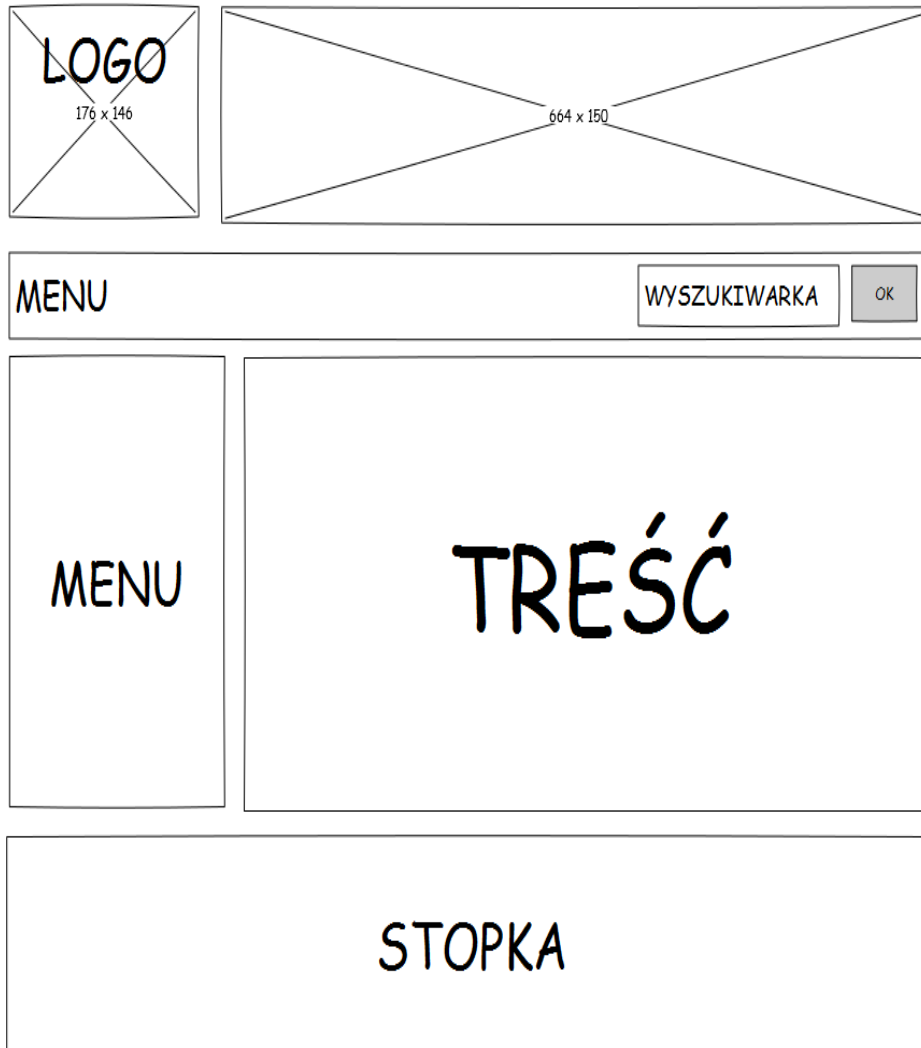 LOGO
176 x 146
664 x 150
MENU
WYSZUKIWARKA
OK
MENU
TREŚĆ
STOPKA